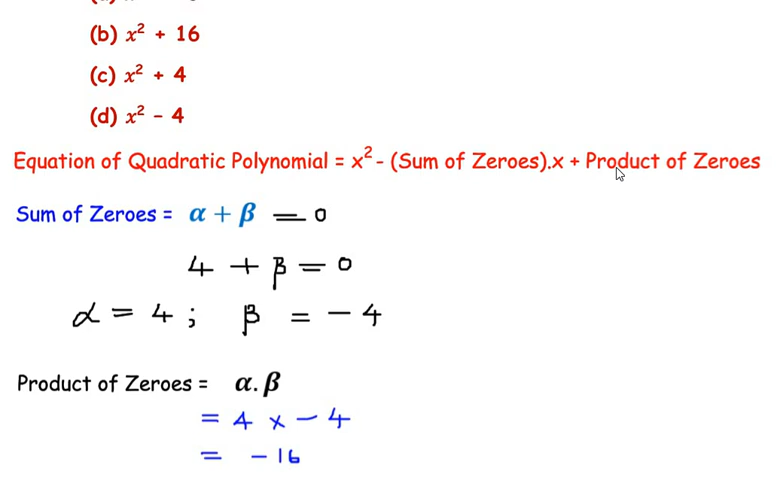 (b) x² + 16
(c) x² + 4
(d) x² - 4
Equation of Quadratic Polynomial = x² - (Sum of Zeroes).x + Product of Zeroes
Sum of Zeroes = α + β = 0
4 + β = 0
α = 4 ; β = - 4
Product of Zeroes = α. β
= 4 x - 4
= - 16